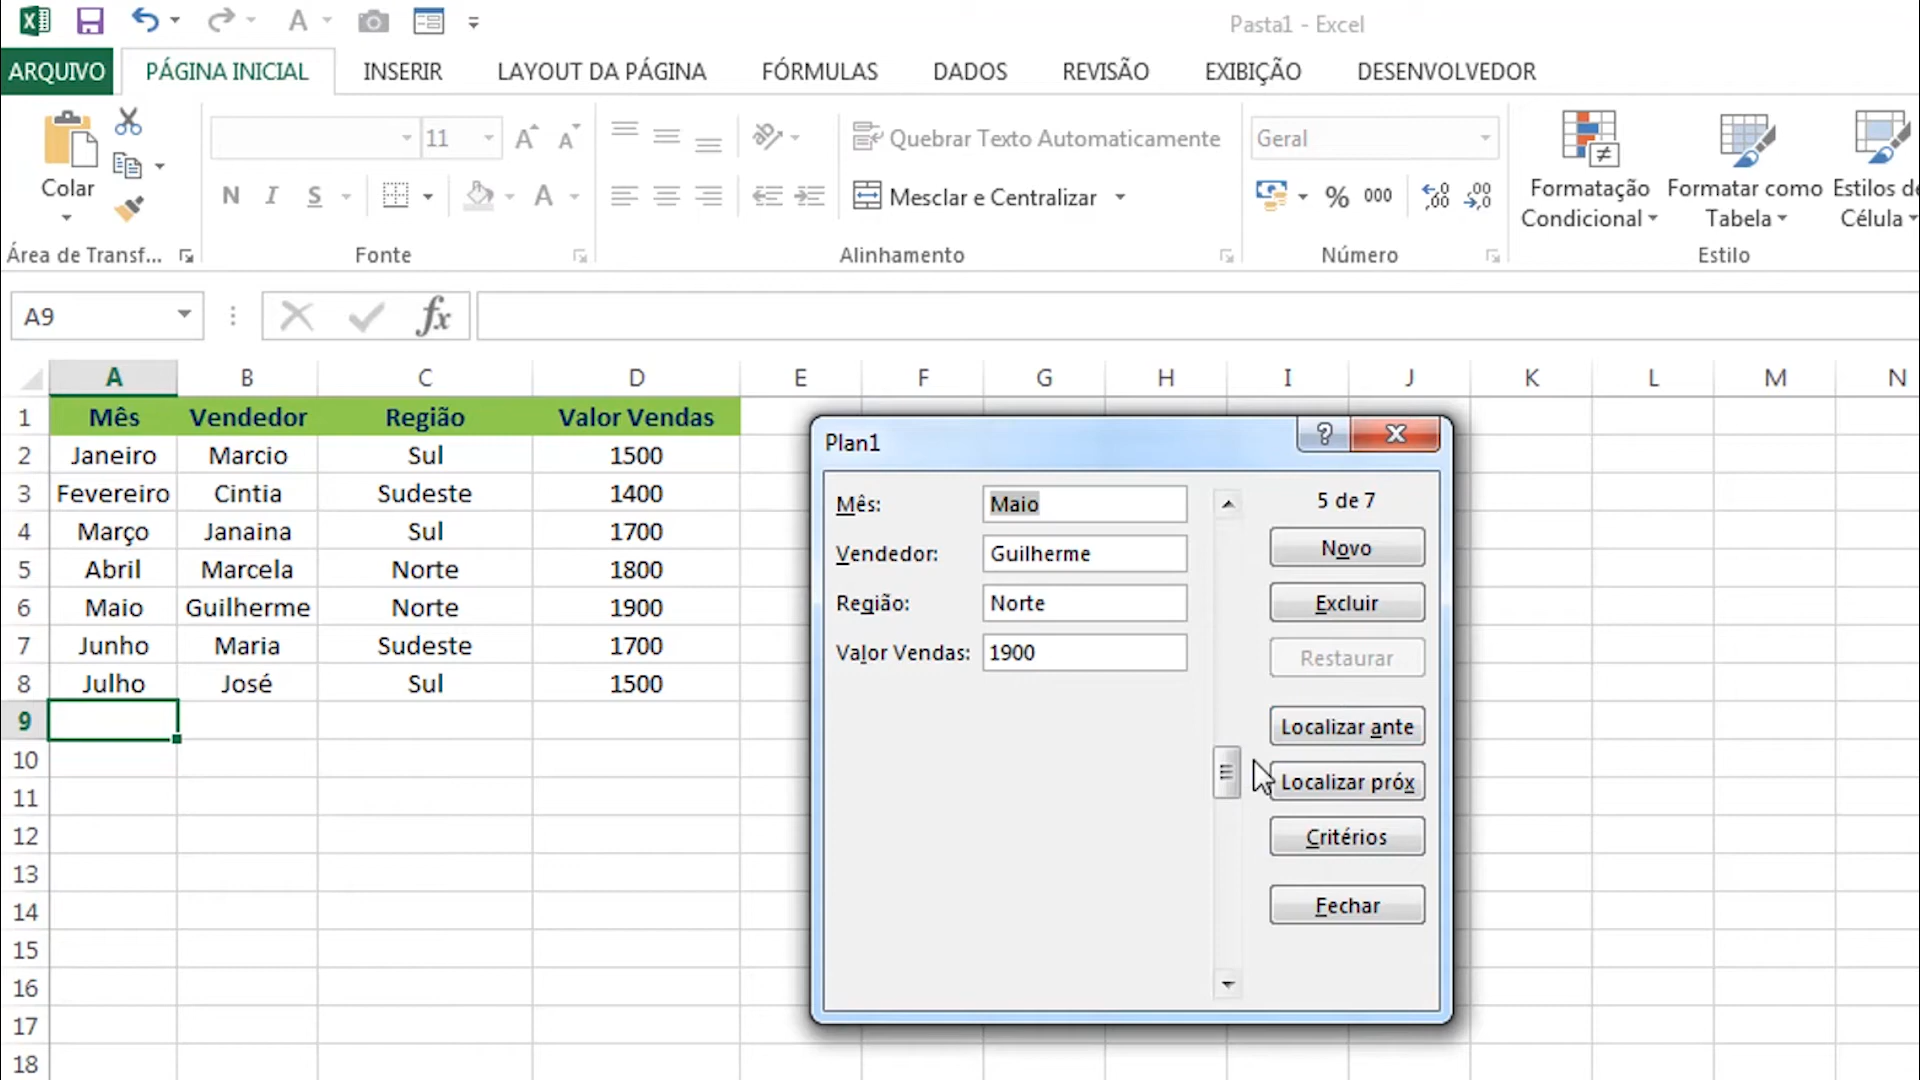 Pasta1 - Excel
ARQUIVO PÁGINA INICIAL INSERIR LAYOUT DA PÁGINA FÓRMULAS DADOS REVISÃO EXIBIÇÃO DESENVOLVEDOR
11 Quebrar Texto Automaticamente Geral
Colar N I S A Mesclar e Centralizar % 000 Formatação Condicional Formatar como Tabela Estilos de Célula
Área de Transf... Fonte Alinhamento Número Estilo
A9 fx
A B C D E F G H I J K L M N
1 Mês Vendedor Região Valor Vendas
2 Janeiro Marcio Sul 1500
3 Fevereiro Cintia Sudeste 1400
4 Março Janaina Sul 1700
5 Abril Marcela Norte 1800
6 Maio Guilherme Norte 1900
7 Junho Maria Sudeste 1700
8 Julho José Sul 1500
9
10
11
12
13
14
15
16
17
18
Plan1 ?
Mês: Maio 5 de 7
Vendedor: Guilherme Novo
Região: Norte Excluir
Valor Vendas: 1900 Restaurar
Localizar ante
Localizar próx
Critérios
Fechar